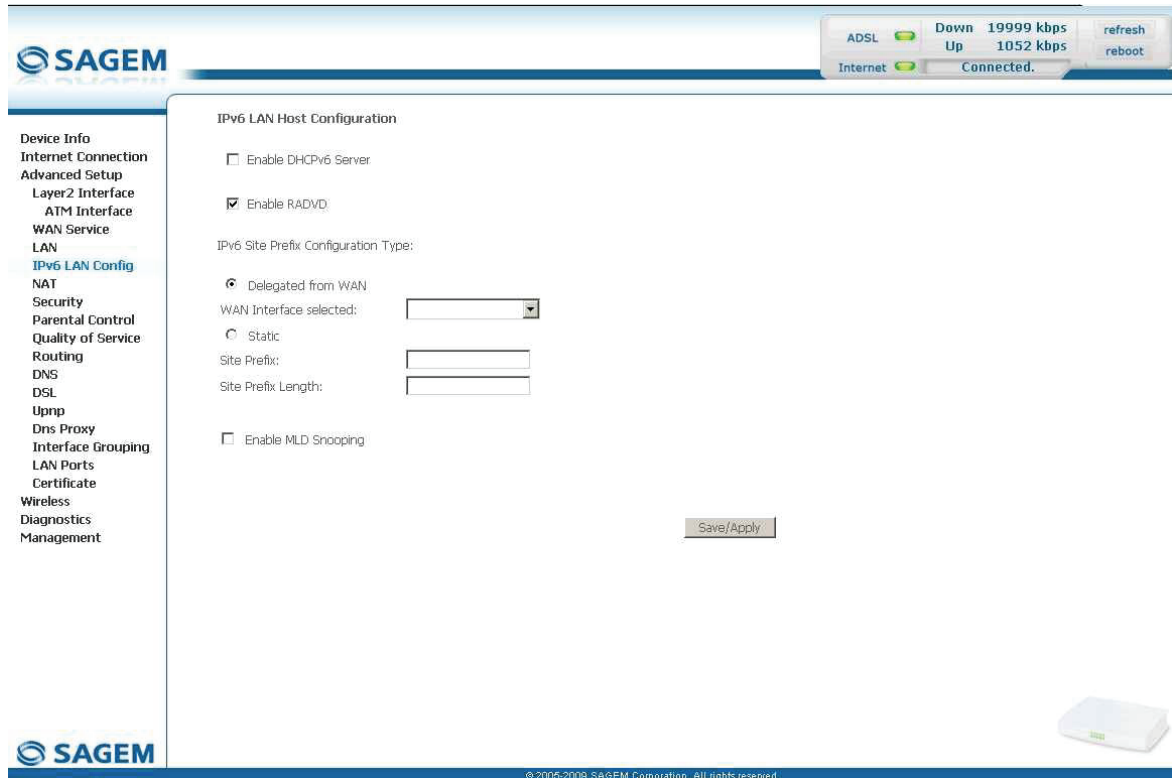 SAGEM
ADSL Down 19999 kbps
Up 1052 kbps
Internet Connected.
refresh
reboot
Device Info
Internet Connection
Advanced Setup
Layer2 Interface
ATM Interface
WAN Service
LAN
IPv6 LAN Config
NAT
Security
Parental Control
Quality of Service
Routing
DNS
DSL
Upnp
Dns Proxy
Interface Grouping
LAN Ports
Certificate
Wireless
Diagnostics
Management
IPv6 LAN Host Configuration
Enable DHCPv6 Server
Enable RADVD
IPv6 Site Prefix Configuration Type:
Delegated from WAN
WAN Interface selected:
Static
Site Prefix:
Site Prefix Length:
Enable MLD Snooping
Save/Apply
SAGEM
© 2005-2009 SAGEM Corporation. All rights reserved.